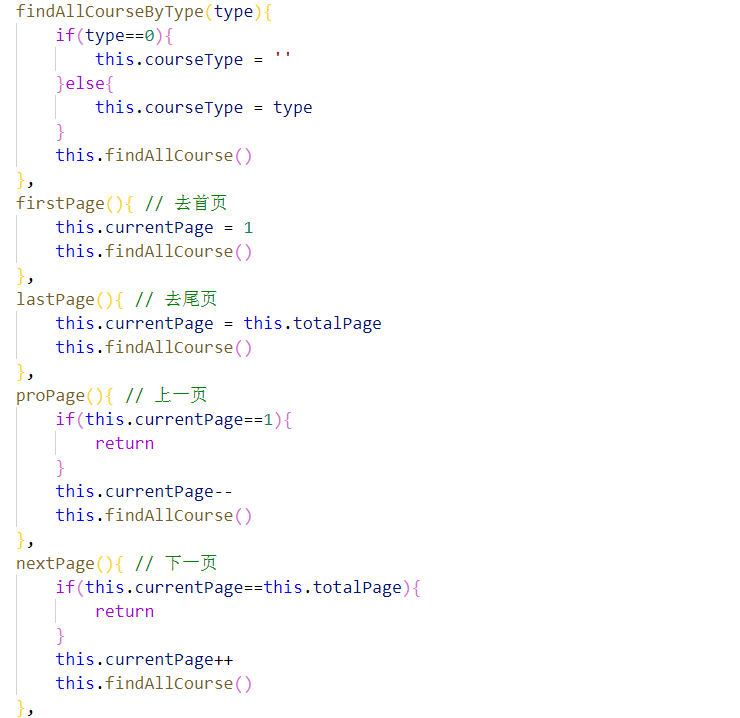 findAllCourseByType(type){
    if(type==0){
        this.courseType = ''
    }else{
        this.courseType = type
    }
    this.findAllCourse()
},
firstPage(){ // 去首页
    this.currentPage = 1
    this.findAllCourse()
},
lastPage(){ // 去尾页
    this.currentPage = this.totalPage
    this.findAllCourse()
},
proPage(){ // 上一页
    if(this.currentPage==1){
        return
    }
    this.currentPage--
    this.findAllCourse()
},
nextPage(){ // 下一页
    if(this.currentPage==this.totalPage){
        return
    }
    this.currentPage++
    this.findAllCourse()
},